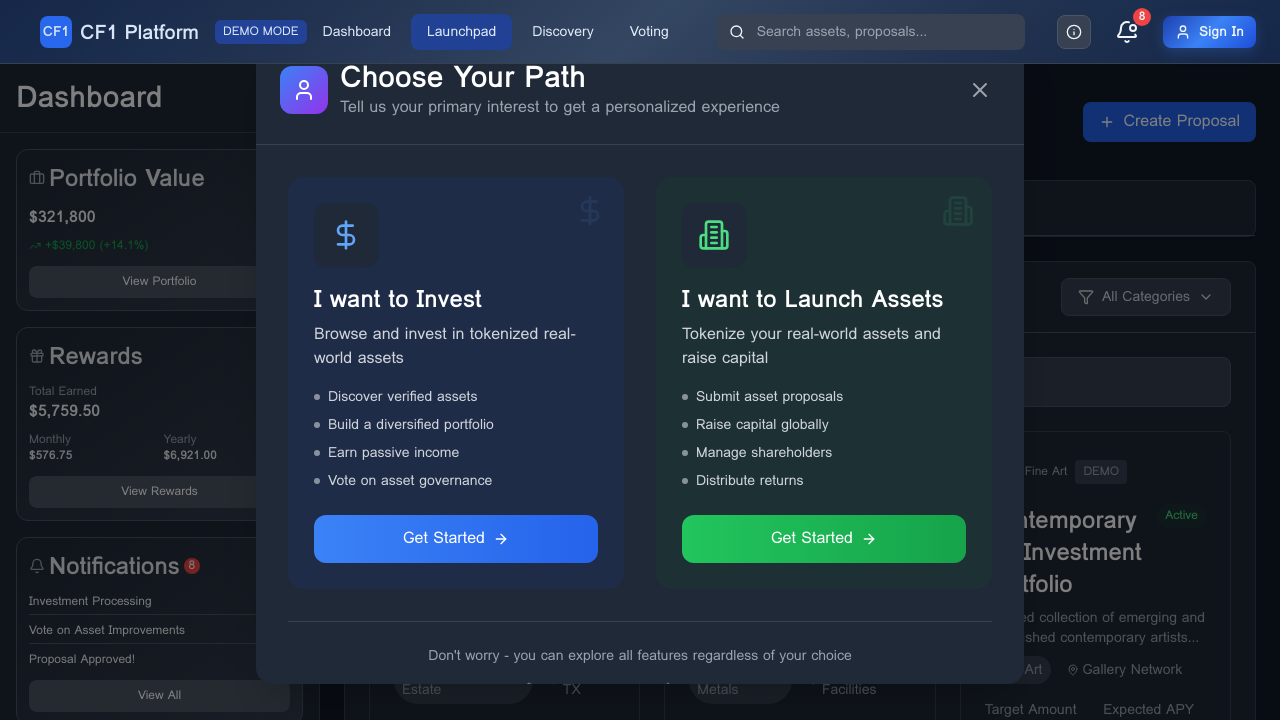 CF1 CF1 Platform DEMO MODE Dashboard Launchpad Discovery Voting Search assets, proposals... 8 Sign In
Dashboard
Create Proposal
Portfolio Value
$321,800
+$39,800 (+14.1%)
View Portfolio
Rewards
Total Earned
$5,759.50
Monthly Yearly
$576.75 $6,921.00
View Rewards
Notifications 8
Investment Processing
Vote on Asset Improvements
Proposal Approved!
View All
Choose Your Path
Tell us your primary interest to get a personalized experience
I want to Invest
Browse and invest in tokenized real-
world assets
Discover verified assets
Build a diversified portfolio
Earn passive income
Vote on asset governance
Get Started
I want to Launch Assets
Tokenize your real-world assets and
raise capital
Submit asset proposals
Raise capital globally
Manage shareholders
Distribute returns
Get Started
Don't worry - you can explore all features regardless of your choice
All Categories
Fine Art DEMO
Active
ntemporary
Investment
tfolio
ed collection of emerging and
shed contemporary artists...
Art Gallery Network
Target Amount Expected APY
Estate TX Metals Facilities